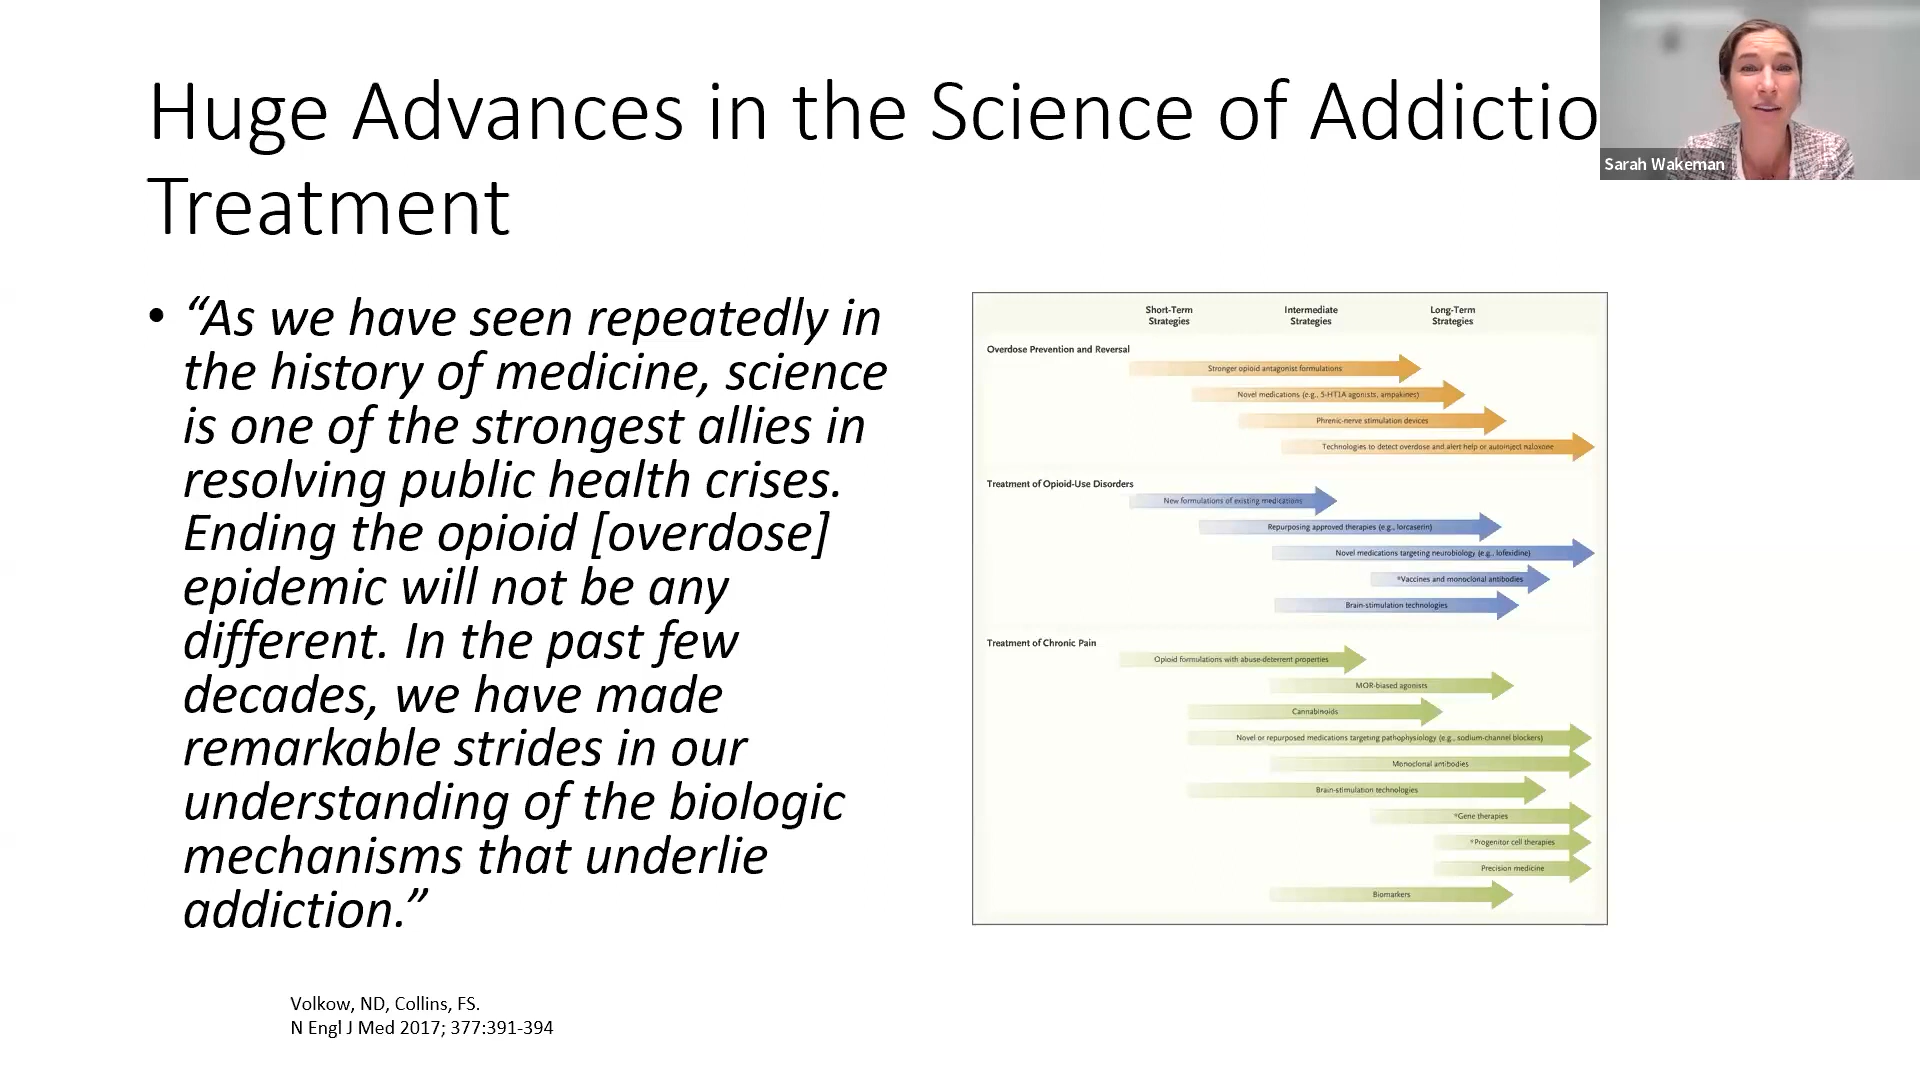 Huge Advances in the Science of Addictio
Treatment
Sarah Wakeman
• “As we have seen repeatedly in
the history of medicine, science
is one of the strongest allies in
resolving public health crises.
Ending the opioid [overdose]
epidemic will not be any
different. In the past few
decades, we have made
remarkable strides in our
understanding of the biologic
mechanisms that underlie
addiction.”
Short-Term
Strategies
Intermediate
Strategies
Long-Term
Strategies
Overdose Prevention and Reversal
Stronger opioid antagonist formulations
Novel medications (e.g., 5-HT1A agonists, ampakines)
Phrenic-nerve stimulation devices
Technologies to detect overdose and alert help or autoinject naloxone
Treatment of Opioid-Use Disorders
New formulations of existing medications
Repurposing approved therapies (e.g., lorcaserin)
Novel medications targeting neurobiology (e.g., lofexidine)
*Vaccines and monoclonal antibodies
Brain-stimulation technologies
Treatment of Chronic Pain
Opioid formulations with abuse-deterrent properties
MOR-biased agonists
Cannabinoids
Novel or repurposed medications targeting pathophysiology (e.g., sodium-channel blockers)
Monoclonal antibodies
Brain-stimulation technologies
*Gene therapies
*Progenitor cell therapies
Precision medicine
Biomarkers
Volkow, ND, Collins, FS.
N Engl J Med 2017; 377:391-394